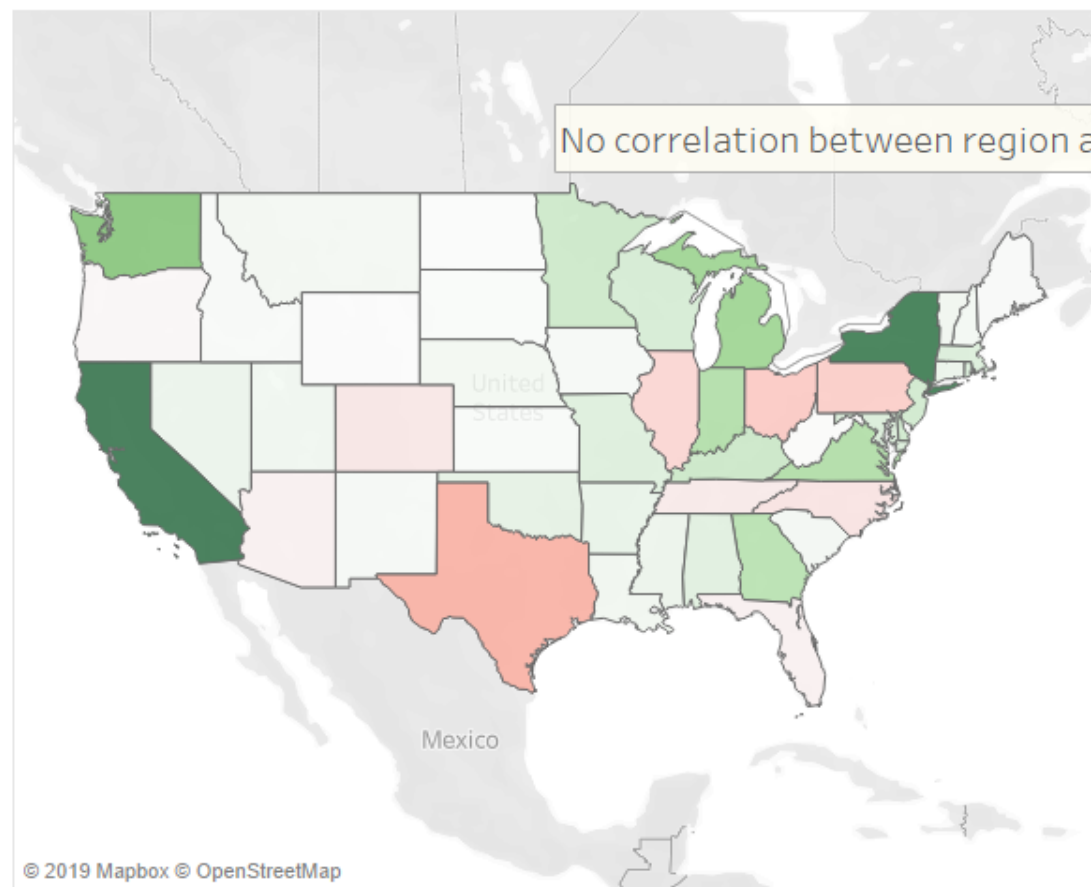 No correlation between region a
United
States
Mexico
© 2019 Mapbox © OpenStreetMap